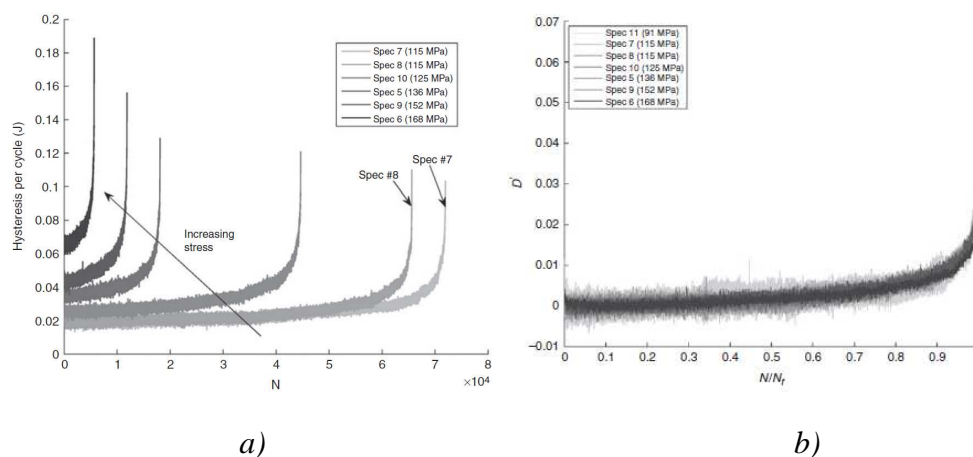 0.2
0.18
0.16
0.14
0.12
0.1
0.08
0.06
0.04
0.02
0
Hysteresis per cycle (J)
Spec 7 (115 MPa)
Spec 8 (115 MPa)
Spec 10 (125 MPa)
Spec 5 (136 MPa)
Spec 9 (152 MPa)
Spec 6 (168 MPa)
Spec #7
Spec #8
Increasing
stress
0 1 2 3 4 5 6 7 8
×10⁴
N
a)
0.07
0.06
0.05
0.04
0.03
0.02
0.01
0
−0.01
D'
Spec 11 (91 MPa)
Spec 7 (115 MPa)
Spec 8 (115 MPa)
Spec 10 (125 MPa)
Spec 5 (136 MPa)
Spec 9 (152 MPa)
Spec 6 (168 MPa)
0 0.1 0.2 0.3 0.4 0.5 0.6 0.7 0.8 0.9
N/Nf
b)